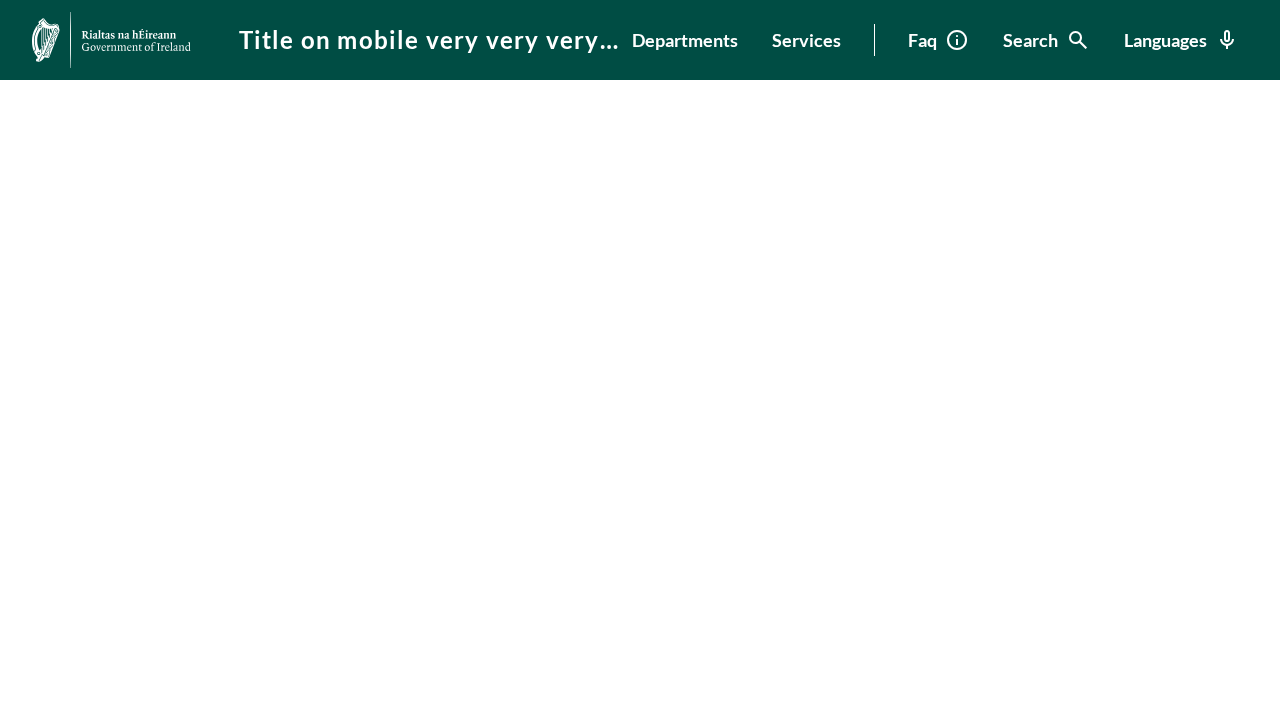 Rialtas na hÉireann
Government of Ireland
Title on mobile very very very...
Departments
Services
Faq
Search
Languages